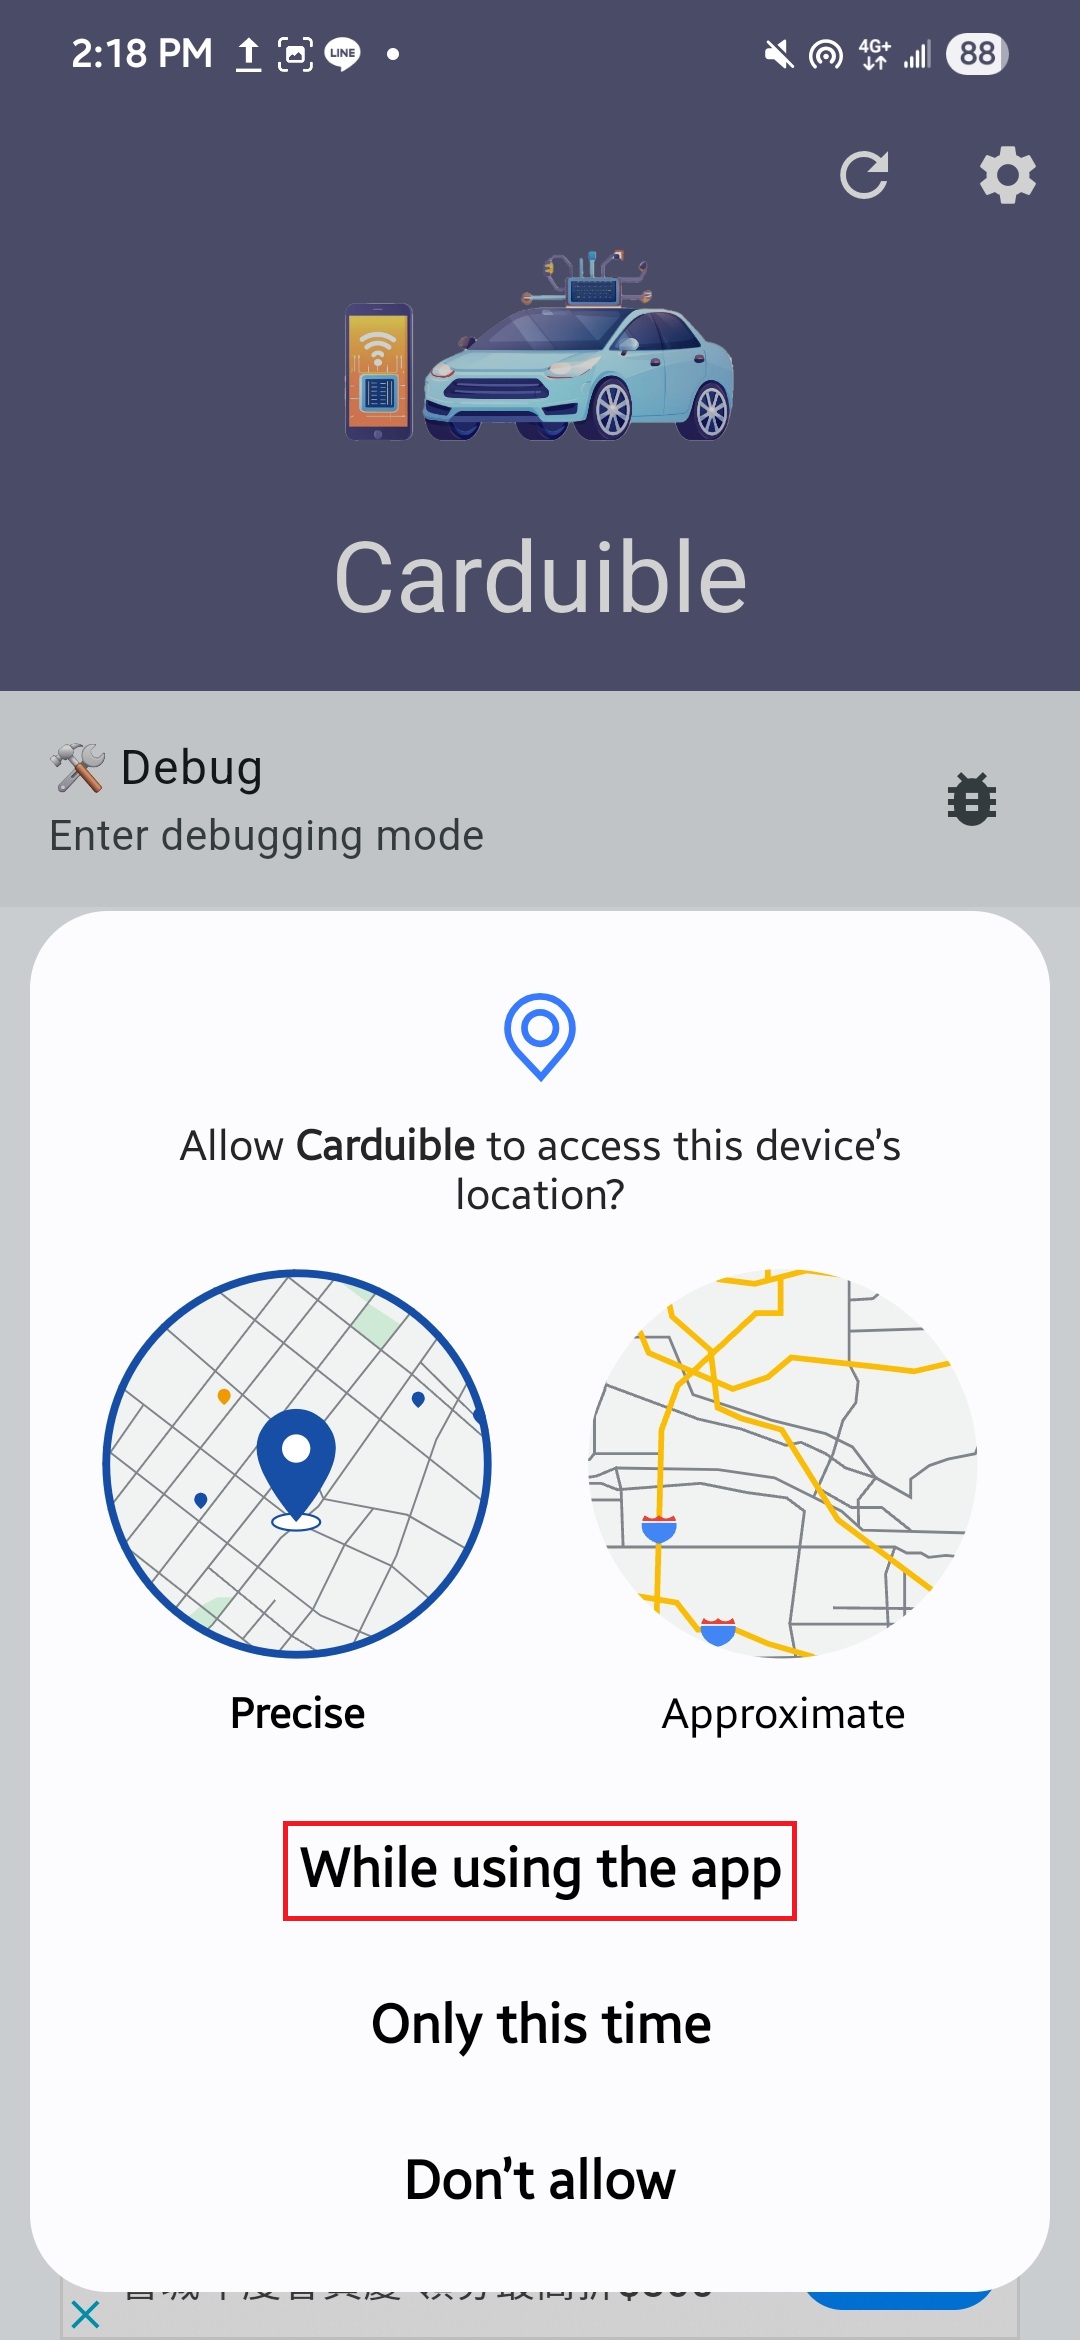 2:18 PM LINE 4G+ 88
Carduible
Debug
Enter debugging mode
Allow Carduible to access this device's
location?
Precise Approximate
While using the app
Only this time
Don't allow